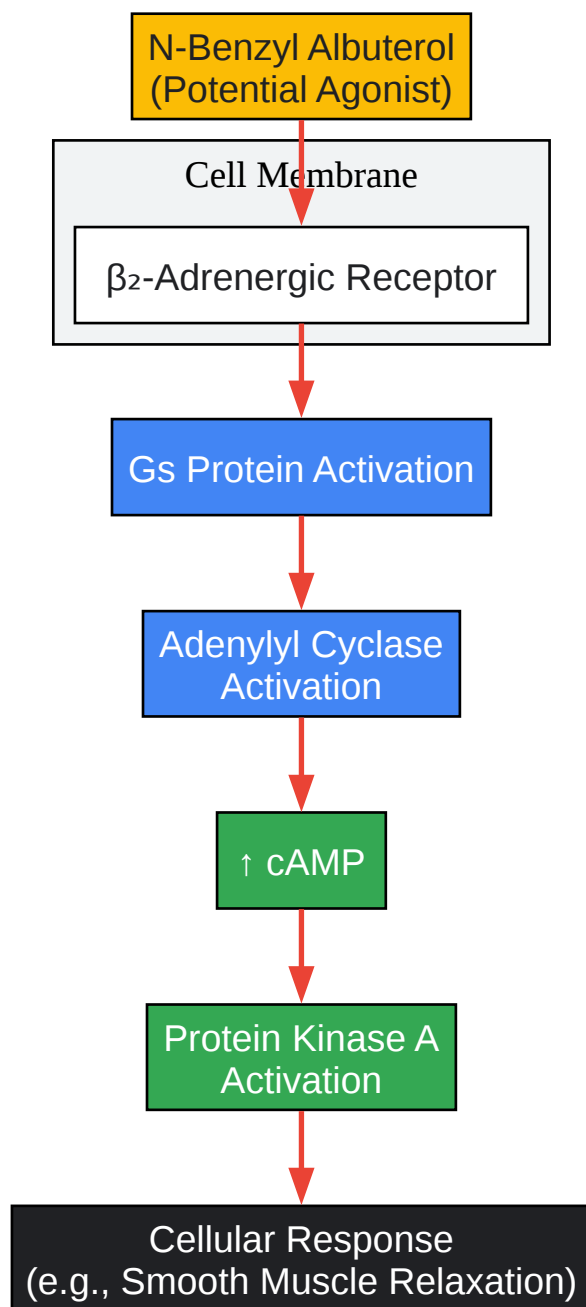 N-Benzyl Albuterol
(Potential Agonist)
Cell Membrane
β₂-Adrenergic Receptor
Gs Protein Activation
Adenylyl Cyclase
Activation
↑ cAMP
Protein Kinase A
Activation
Cellular Response
(e.g., Smooth Muscle Relaxation)